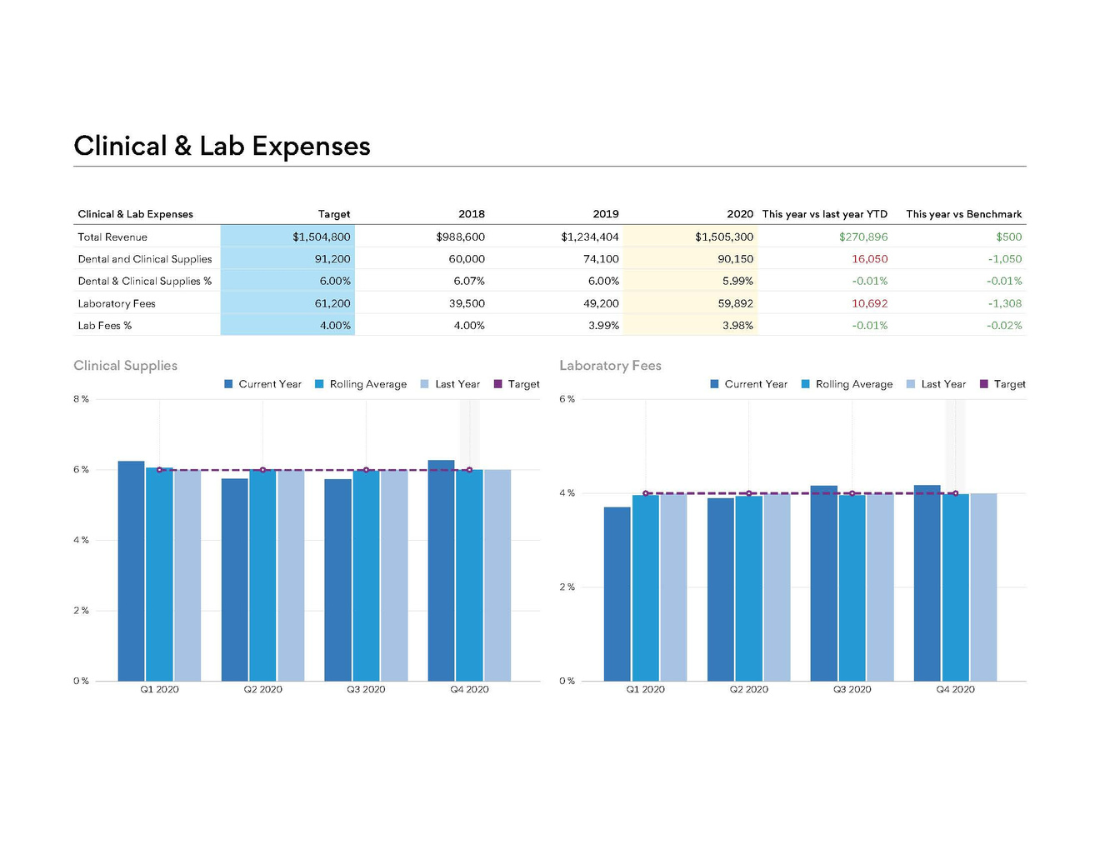 Clinical & Lab Expenses
Clinical & Lab Expenses Target 2018 2019 2020 This year vs last year YTD This year vs Benchmark
Total Revenue $1,504,800 $988,600 $1,234,404 $1,505,300 $270,896 $500
Dental and Clinical Supplies 91,200 60,000 74,100 90,150 16,050 -1,050
Dental & Clinical Supplies % 6.00% 6.07% 6.00% 5.99% -0.01% -0.01%
Laboratory Fees 61,200 39,500 49,200 59,892 10,692 -1,308
Lab Fees % 4.00% 4.00% 3.99% 3.98% -0.01% -0.02%
Clinical Supplies
Current Year Rolling Average Last Year Target
8 %
6 %
4 %
2 %
0 %
Q1 2020 Q2 2020 Q3 2020 Q4 2020
Laboratory Fees
Current Year Rolling Average Last Year Target
6 %
4 %
2 %
0 %
Q1 2020 Q2 2020 Q3 2020 Q4 2020